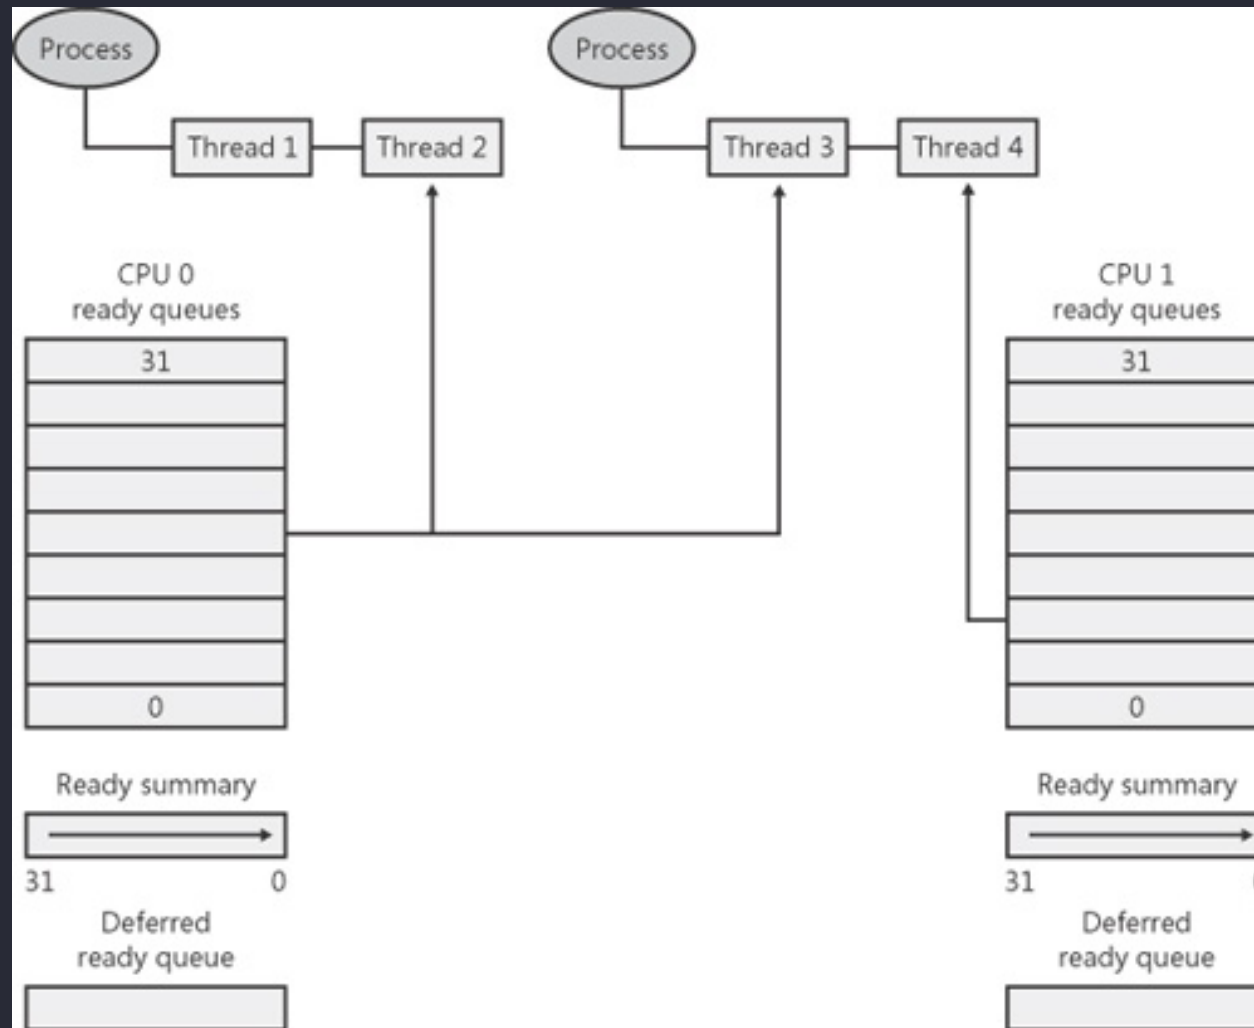 Process
Process
Thread 1
Thread 2
Thread 3
Thread 4
CPU 0
ready queues
31
0
Ready summary
31
0
Deferred
ready queue
CPU 1
ready queues
31
0
Ready summary
31
Deferred
ready queue